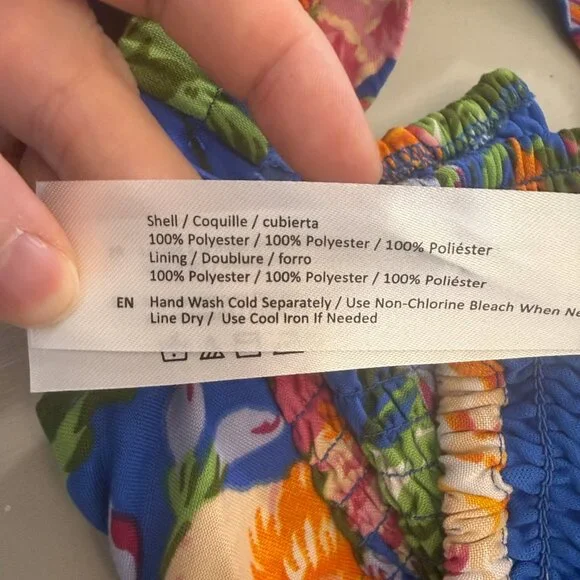 Shell / Coquille / cubierta
100% Polyester / 100% Polyester / 100% Poliéster
Lining / Doublure / forro
100% Polyester / 100% Polyester / 100% Poliéster
EN Hand Wash Cold Separately / Use Non-Chlorine Bleach When
Line Dry / Use Cool Iron If Needed